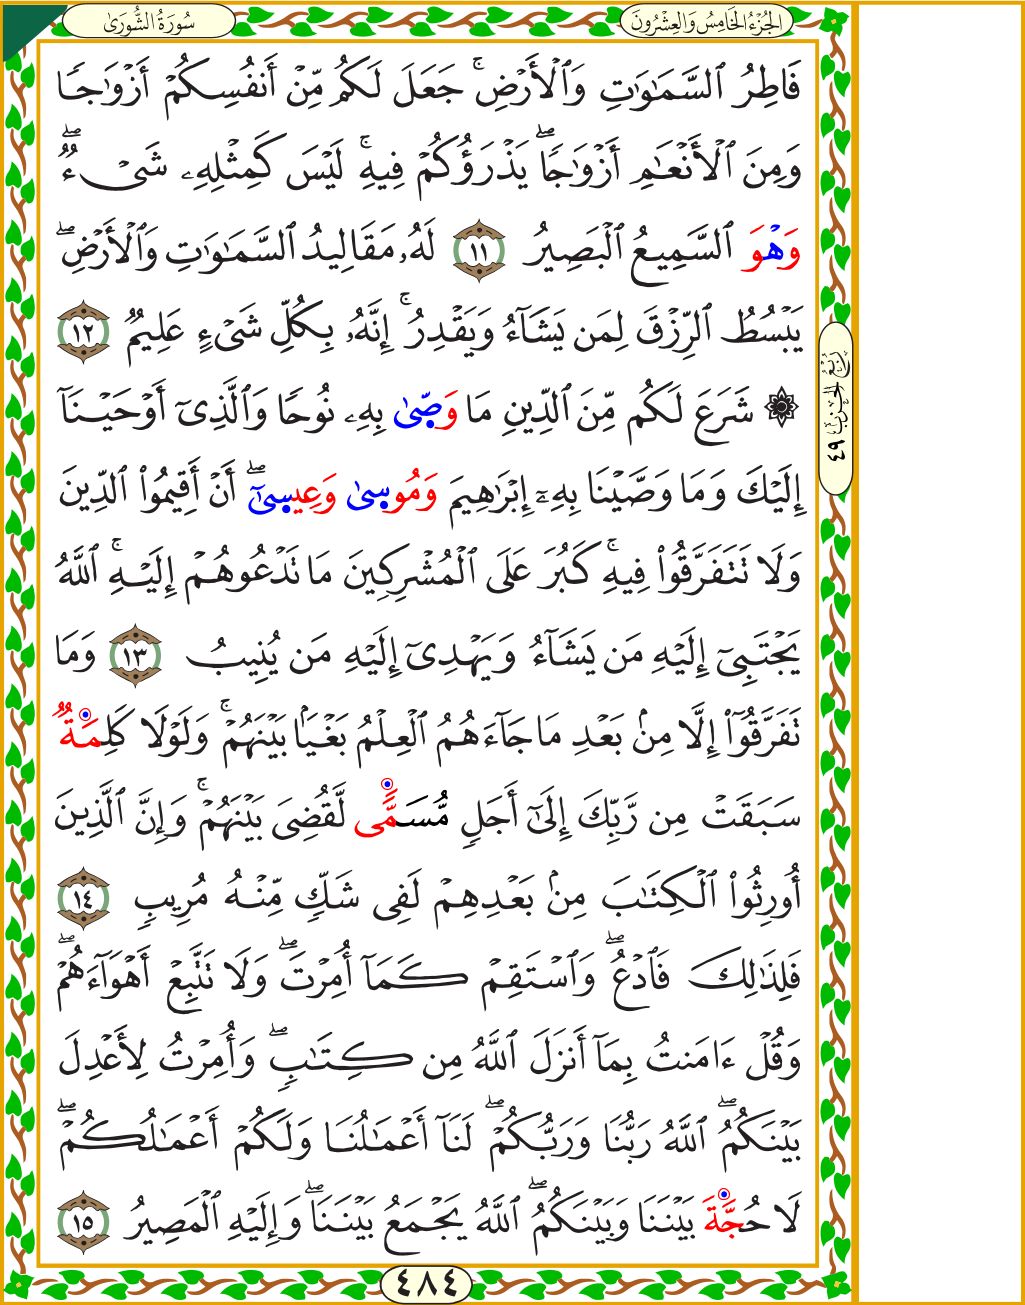 سُورَةُ الشُّورَىٰ
الجُزْءُ الخَامِسُ وَالعِشْرُونَ
فَاطِرُ ٱلسَّمَٰوَٰتِ وَٱلْأَرْضِۚ جَعَلَ لَكُم مِّنْ أَنفُسِكُمْ أَزْوَٰجًا
وَمِنَ ٱلْأَنْعَٰمِ أَزْوَٰجًاۖ يَذْرَؤُكُمْ فِيهِۚ لَيْسَ كَمِثْلِهِۦ شَىْءٌۖ
وَهْوَ ٱلسَّمِيعُ ٱلْبَصِيرُ ١١ لَهُۥ مَقَالِيدُ ٱلسَّمَٰوَٰتِ وَٱلْأَرْضِۖ
يَبْسُطُ ٱلرِّزْقَ لِمَن يَشَآءُ وَيَقْدِرُۚ إِنَّهُۥ بِكُلِّ شَىْءٍ عَلِيمٌ ١٢
۞ شَرَعَ لَكُم مِّنَ ٱلدِّينِ مَا وَصّٜىٰ بِهِۦ نُوحًا وَٱلَّذِىٓ أَوْحَيْنَآ
إِلَيْكَ وَمَا وَصَّيْنَا بِهِۦٓ إِبْرَٰهِيمَ وَمُوسٜىٰ وَعِيسٜىٰٓۖ أَنْ أَقِيمُوا۟ ٱلدِّينَ
وَلَا تَتَفَرَّقُوا۟ فِيهِۚ كَبُرَ عَلَى ٱلْمُشْرِكِينَ مَا تَدْعُوهُمْ إِلَيْهِۚ ٱللَّهُ
يَجْتَبِىٓ إِلَيْهِ مَن يَشَآءُ وَيَهْدِىٓ إِلَيْهِ مَن يُنِيبُ ١٣ وَمَا
تَفَرَّقُوٓا۟ إِلَّا مِنۢ بَعْدِ مَا جَآءَهُمُ ٱلْعِلْمُ بَغْيًۢا بَيْنَهُمْۚ وَلَوْلَا كَلِمَةٌ
سَبَقَتْ مِن رَّبِّكَ إِلَىٰٓ أَجَلٍ مُّسَمًّى لَّقُضِىَ بَيْنَهُمْۚ وَإِنَّ ٱلَّذِينَ
أُورِثُوا۟ ٱلْكِتَٰبَ مِنۢ بَعْدِهِمْ لَفِى شَكٍّ مِّنْهُ مُرِيبٍ ١٤
فَلِذَٰلِكَ فَٱدْعُۖ وَٱسْتَقِمْ كَمَآ أُمِرْتَۖ وَلَا تَتَّبِعْ أَهْوَآءَهُمْۖ
وَقُلْ ءَامَنتُ بِمَآ أَنزَلَ ٱللَّهُ مِن كِتَٰبٍۖ وَأُمِرْتُ لِأَعْدِلَ
بَيْنَكُمُۖ ٱللَّهُ رَبُّنَا وَرَبُّكُمْۖ لَنَآ أَعْمَٰلُنَا وَلَكُمْ أَعْمَٰلُكُمْۖ
لَا حُجَّةَ بَيْنَنَا وَبَيْنَكُمُۖ ٱللَّهُ يَجْمَعُ بَيْنَنَاۖ وَإِلَيْهِ ٱلْمَصِيرُ ١٥
رُبْعُ الحِزْبِ ٤٩
٤٨٤